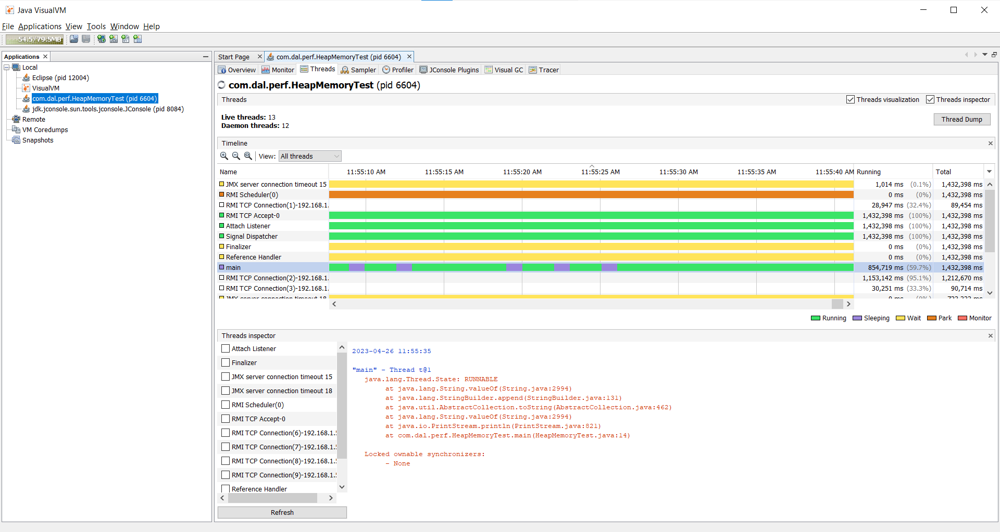 Java VisualVM
File Applications View Tools Window Help
54.5/79.5MB
Applications
Local
Eclipse (pid 12004)
VisualVM
com.dal.perf.HeapMemoryTest (pid 6604)
jdk.jconsole.sun.tools.jconsole.JConsole (pid 8084)
Remote
VM Coredumps
Snapshots
Start Page com.dal.perf.HeapMemoryTest (pid 6604)
Overview Monitor Threads Sampler Profiler JConsole Plugins Visual GC Tracer
com.dal.perf.HeapMemoryTest (pid 6604)
Threads Threads visualization Threads inspector
Live threads: 13
Daemon threads: 12
Thread Dump
Timeline
View: All threads
Name 11:55:10 AM 11:55:15 AM 11:55:20 AM 11:55:25 AM 11:55:30 AM 11:55:35 AM 11:55:40 AM Running Total
JMX server connection timeout 15 1,014 ms (0.1%) 1,432,398 ms
RMI Scheduler(0) 0 ms (0%) 1,432,398 ms
RMI TCP Connection(1)-192.168.1. 28,947 ms (32.4%) 89,454 ms
RMI TCP Accept-0 1,432,398 ms (100%) 1,432,398 ms
Attach Listener 1,432,398 ms (100%) 1,432,398 ms
Signal Dispatcher 1,432,398 ms (100%) 1,432,398 ms
Finalizer 0 ms (0%) 1,432,398 ms
Reference Handler 0 ms (0%) 1,432,398 ms
main 854,719 ms (59.7%) 1,432,398 ms
RMI TCP Connection(2)-192.168.1. 1,153,142 ms (95.1%) 1,212,670 ms
RMI TCP Connection(3)-192.168.1. 30,251 ms (33.3%) 90,714 ms
JMX server connection timeout 18 0 ms (0%)
Running Sleeping Wait Park Monitor
Threads inspector
Attach Listener
Finalizer
JMX server connection timeout 15
JMX server connection timeout 18
RMI Scheduler(0)
RMI TCP Accept-0
RMI TCP Connection(6)-192.168.1.
RMI TCP Connection(7)-192.168.1.
RMI TCP Connection(8)-192.168.1.
RMI TCP Connection(9)-192.168.1.
Reference Handler
Refresh
2023-04-26 11:55:35
"main" - Thread t@1
java.lang.Thread.State: RUNNABLE
at java.lang.String.valueOf(String.java:2994)
at java.lang.StringBuilder.append(StringBuilder.java:131)
at java.util.AbstractCollection.toString(AbstractCollection.java:462)
at java.lang.String.valueOf(String.java:2994)
at java.io.PrintStream.println(PrintStream.java:821)
at com.dal.perf.HeapMemoryTest.main(HeapMemoryTest.java:14)
Locked ownable synchronizers:
- None